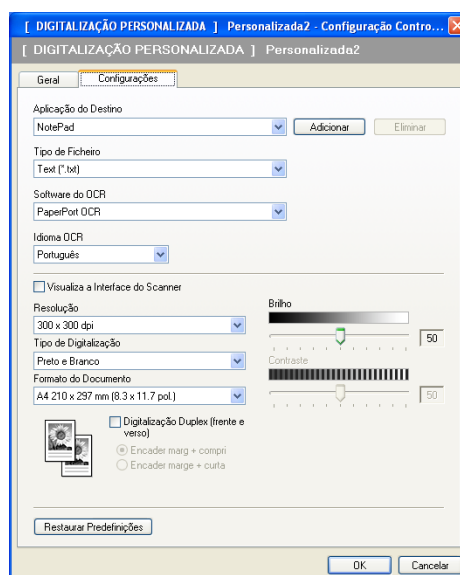 [ DIGITALIZAÇÃO PERSONALIZADA ] Personalizada2 - Configuração Contro...
[ DIGITALIZAÇÃO PERSONALIZADA ] Personalizada2
Geral Configurações
Aplicação do Destino
NotePad Adicionar Eliminar
Tipo de Ficheiro
Text (*.txt)
Software do OCR
PaperPort OCR
Idioma OCR
Português
Visualiza a Interface do Scanner
Resolução Brilho
300 x 300 dpi 50
Tipo de Digitalização Contraste
Preto e Branco
Formato do Documento
A4 210 x 297 mm (8.3 x 11.7 pol.) 50
Digitalização Duplex (frente e
verso)
Encader marg + compri
Encader marge + curta
Restaurar Predefinições
OK Cancelar